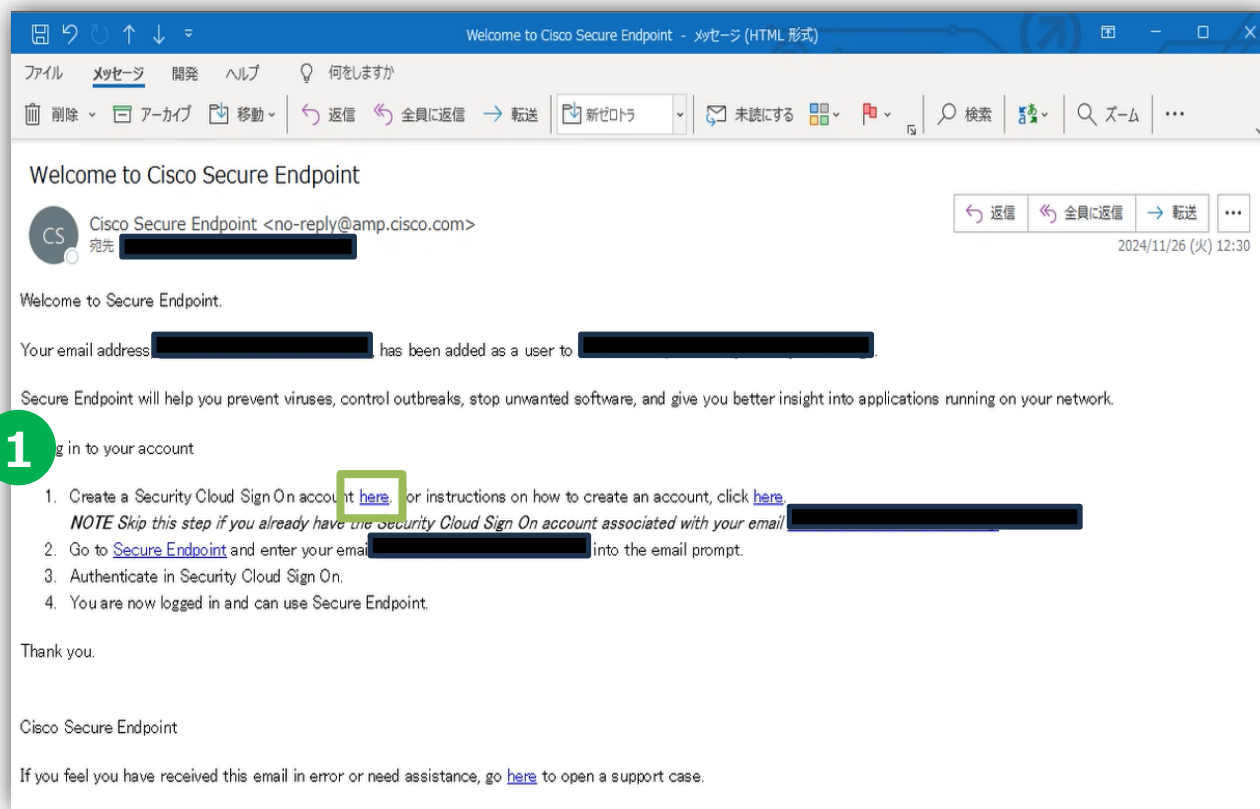 Welcome to Cisco Secure Endpoint - メッセージ (HTML 形式)
ファイル メッセージ 開発 ヘルプ 何をしますか
削除 アーカイブ 移動 返信 全員に返信 転送 新ゼロトラ 未読にする 検索 あ a ズーム ...
Welcome to Cisco Secure Endpoint
CS
Cisco Secure Endpoint <no-reply@amp.cisco.com>
宛先
返信 全員に返信 転送 ...
2024/11/26 (火) 12:30
Welcome to Secure Endpoint.
Your email address, has been added as a user to .
Secure Endpoint will help you prevent viruses, control outbreaks, stop unwanted software, and give you better insight into applications running on your network.
1
g in to your account
1. Create a Security Cloud Sign On account here. or instructions on how to create an account, click here.
NOTE Skip this step if you already have the Security Cloud Sign On account associated with your email
2. Go to Secure Endpoint and enter your emai into the email prompt.
3. Authenticate in Security Cloud Sign On.
4. You are now logged in and can use Secure Endpoint.
Thank you.
Cisco Secure Endpoint
If you feel you have received this email in error or need assistance, go here to open a support case.